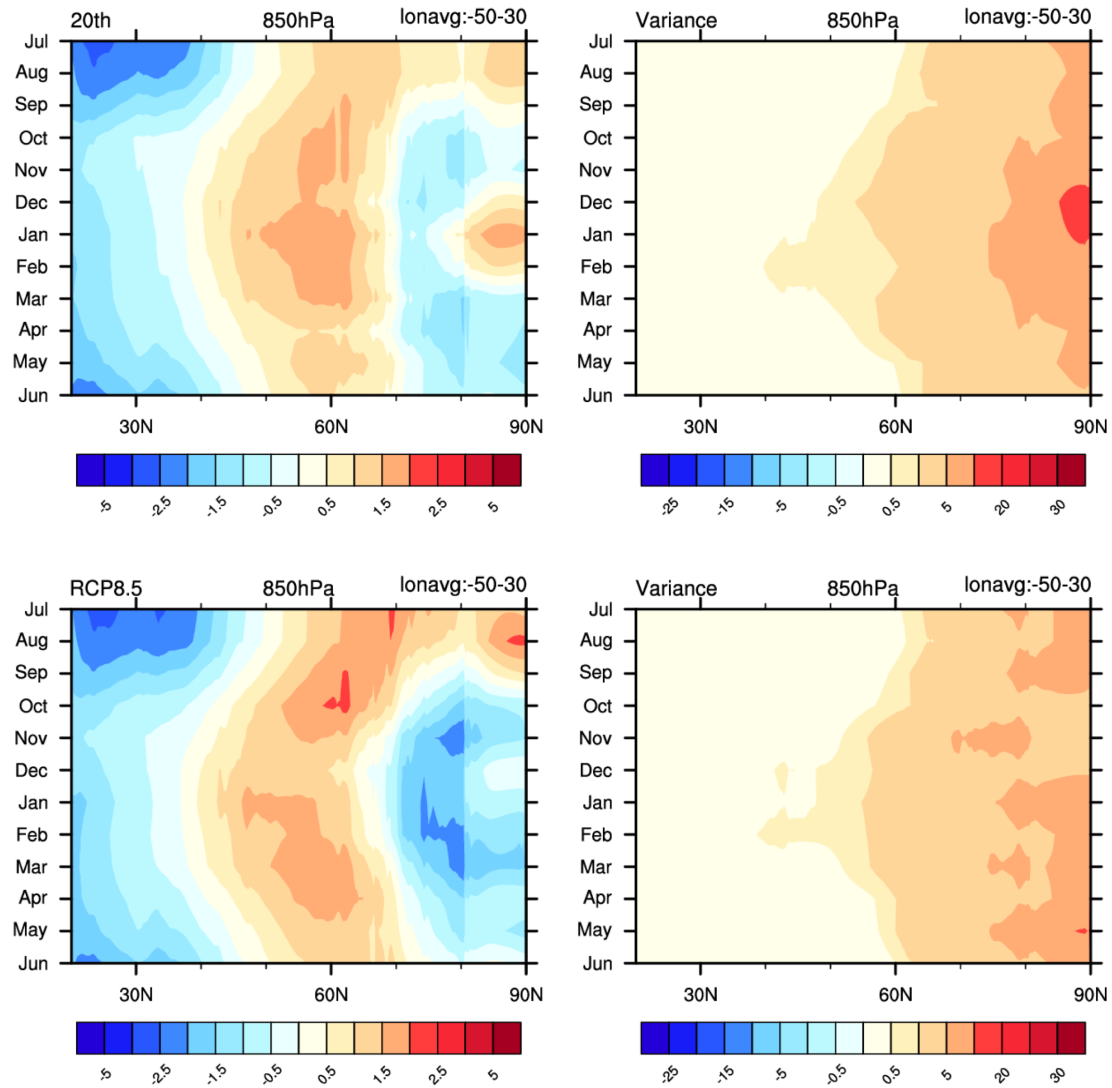 20th 850hPa lonavg:-50-30
Jul
Aug
Sep
Oct
Nov
Dec
Jan
Feb
Mar
Apr
May
Jun
30N 60N 90N
-5 -2.5 -1.5 -0.5 0.5 1.5 2.5 5
Variance 850hPa lonavg:-50-30
Jul
Aug
Sep
Oct
Nov
Dec
Jan
Feb
Mar
Apr
May
Jun
30N 60N 90N
-25 -15 -5 -0.5 0.5 5 20 30
RCP8.5 850hPa lonavg:-50-30
Jul
Aug
Sep
Oct
Nov
Dec
Jan
Feb
Mar
Apr
May
Jun
30N 60N 90N
-5 -2.5 -1.5 -0.5 0.5 1.5 2.5 5
Variance 850hPa lonavg:-50-30
Jul
Aug
Sep
Oct
Nov
Dec
Jan
Feb
Mar
Apr
May
Jun
30N 60N 90N
-25 -15 -5 -0.5 0.5 5 20 30